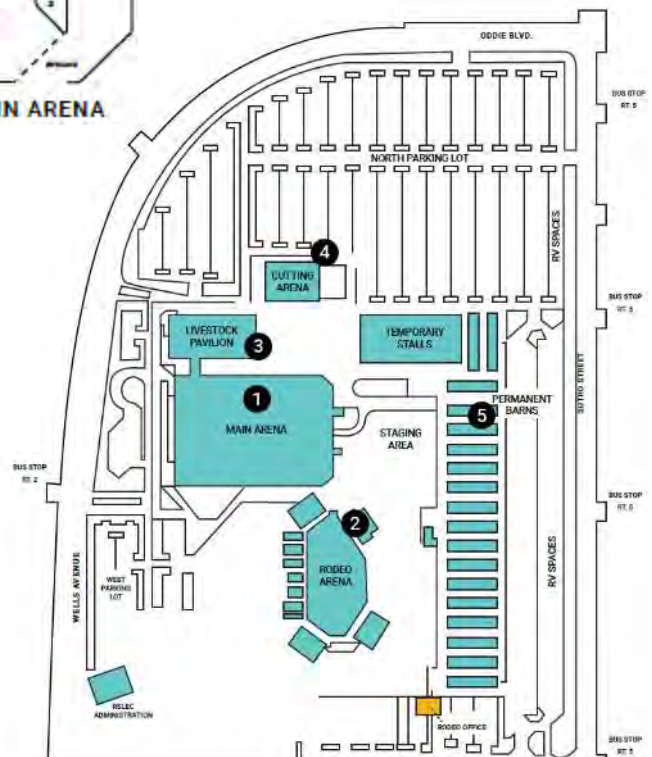 IN ARENA
ODDIE BLVD.
BUS STOP
RT. 5
NORTH PARKING LOT
RV SPACES
4
CUTTING
ARENA
BUS STOP
RT. 5
LIVESTOCK
PAVILION
3
TEMPORARY
STALLS
SUTRO STREET
1
MAIN ARENA
PERMANENT
BARNS
5
STAGING
AREA
BUS STOP
RT. 2
BUS STOP
RT. 5
2
RODEO
ARENA
WELLS AVENUE
WEST
PARKING
LOT
RV SPACES
RSLEC
ADMINISTRATION
RODEO OFFICE
BUS STOP
RT. 5